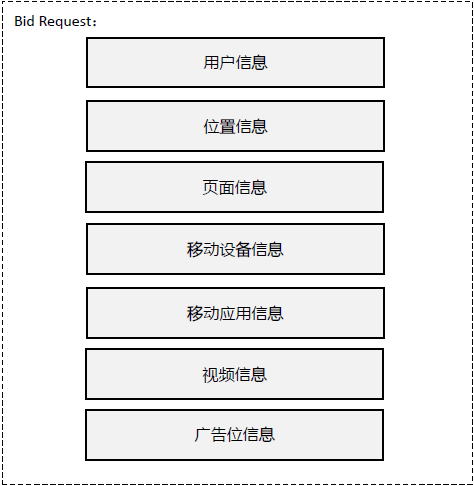 Bid Request：
用户信息
位置信息
页面信息
移动设备信息
移动应用信息
视频信息
广告位信息